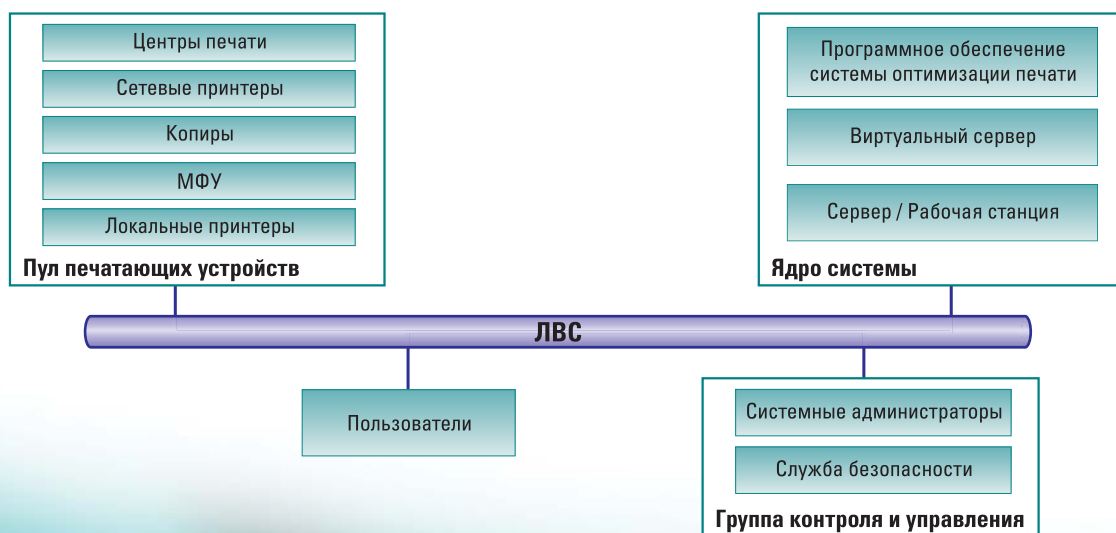 Центры печати
Сетевые принтеры
Копиры
МФУ
Локальные принтеры
Пул печатающих устройств
Программное обеспечение
системы оптимизации печати
Виртуальный сервер
Сервер / Рабочая станция
Ядро системы
ЛВС
Пользователи
Системные администраторы
Служба безопасности
Группа контроля и управления